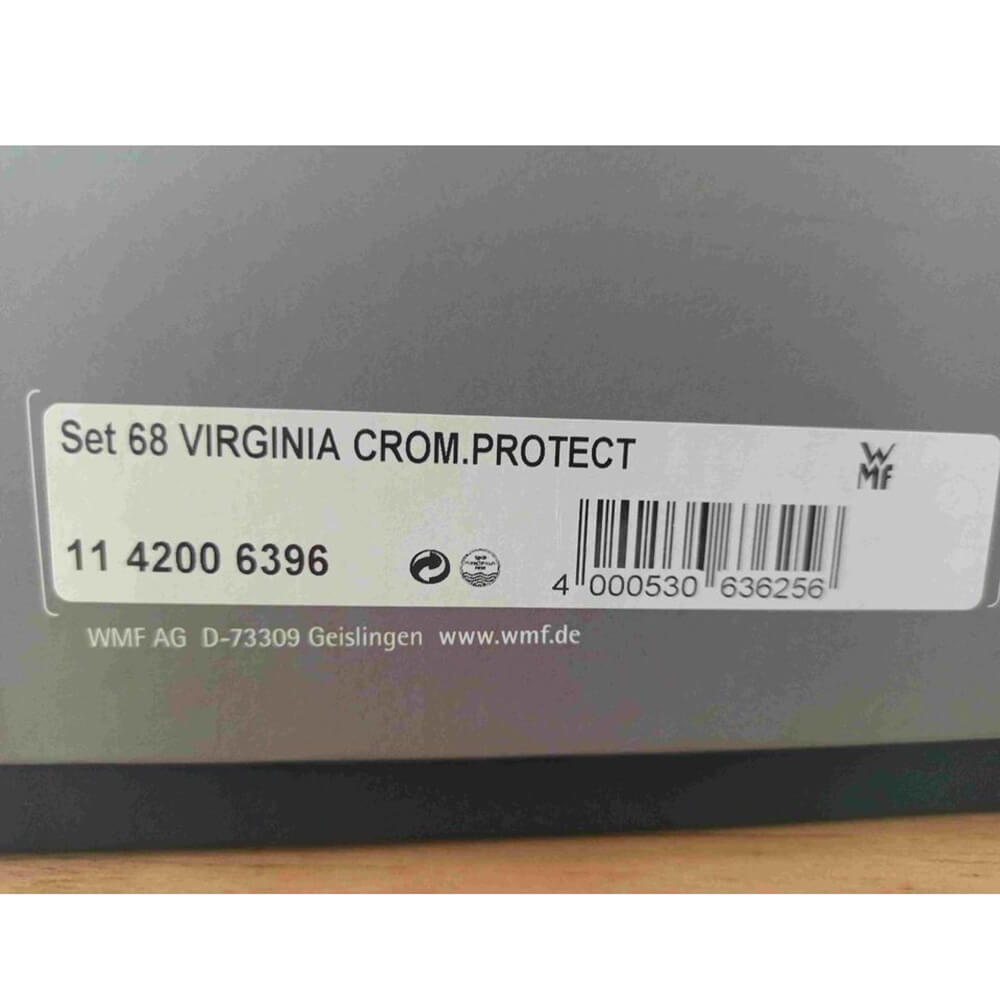 Set 68 VIRGINIA CROM.PROTECT
WMF
11 4200 6396
4 000530 636256
WMF AG D-73309 Geislingen www.wmf.de